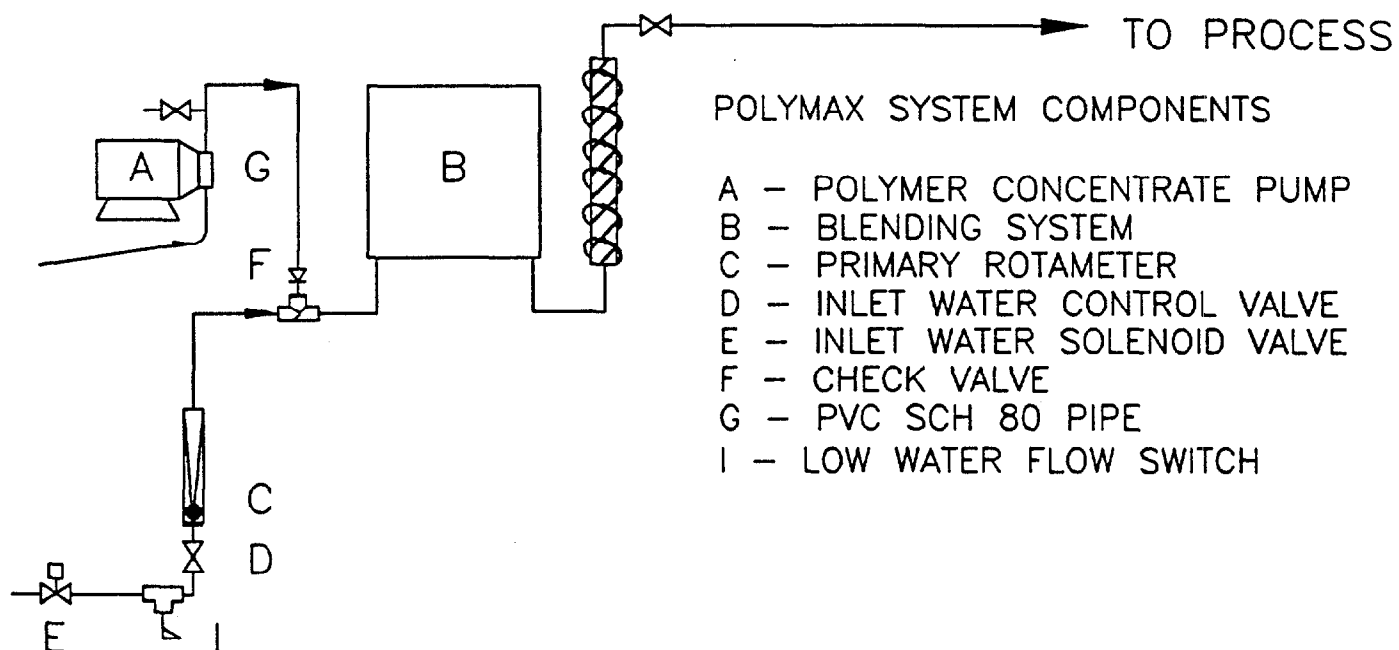 TO PROCESS
POLYMAX SYSTEM COMPONENTS
A – POLYMER CONCENTRATE PUMP
B – BLENDING SYSTEM
C – PRIMARY ROTAMETER
D – INLET WATER CONTROL VALVE
E – INLET WATER SOLENOID VALVE
F – CHECK VALVE
G – PVC SCH 80 PIPE
I – LOW WATER FLOW SWITCH
A
G
B
F
C
D
E
I